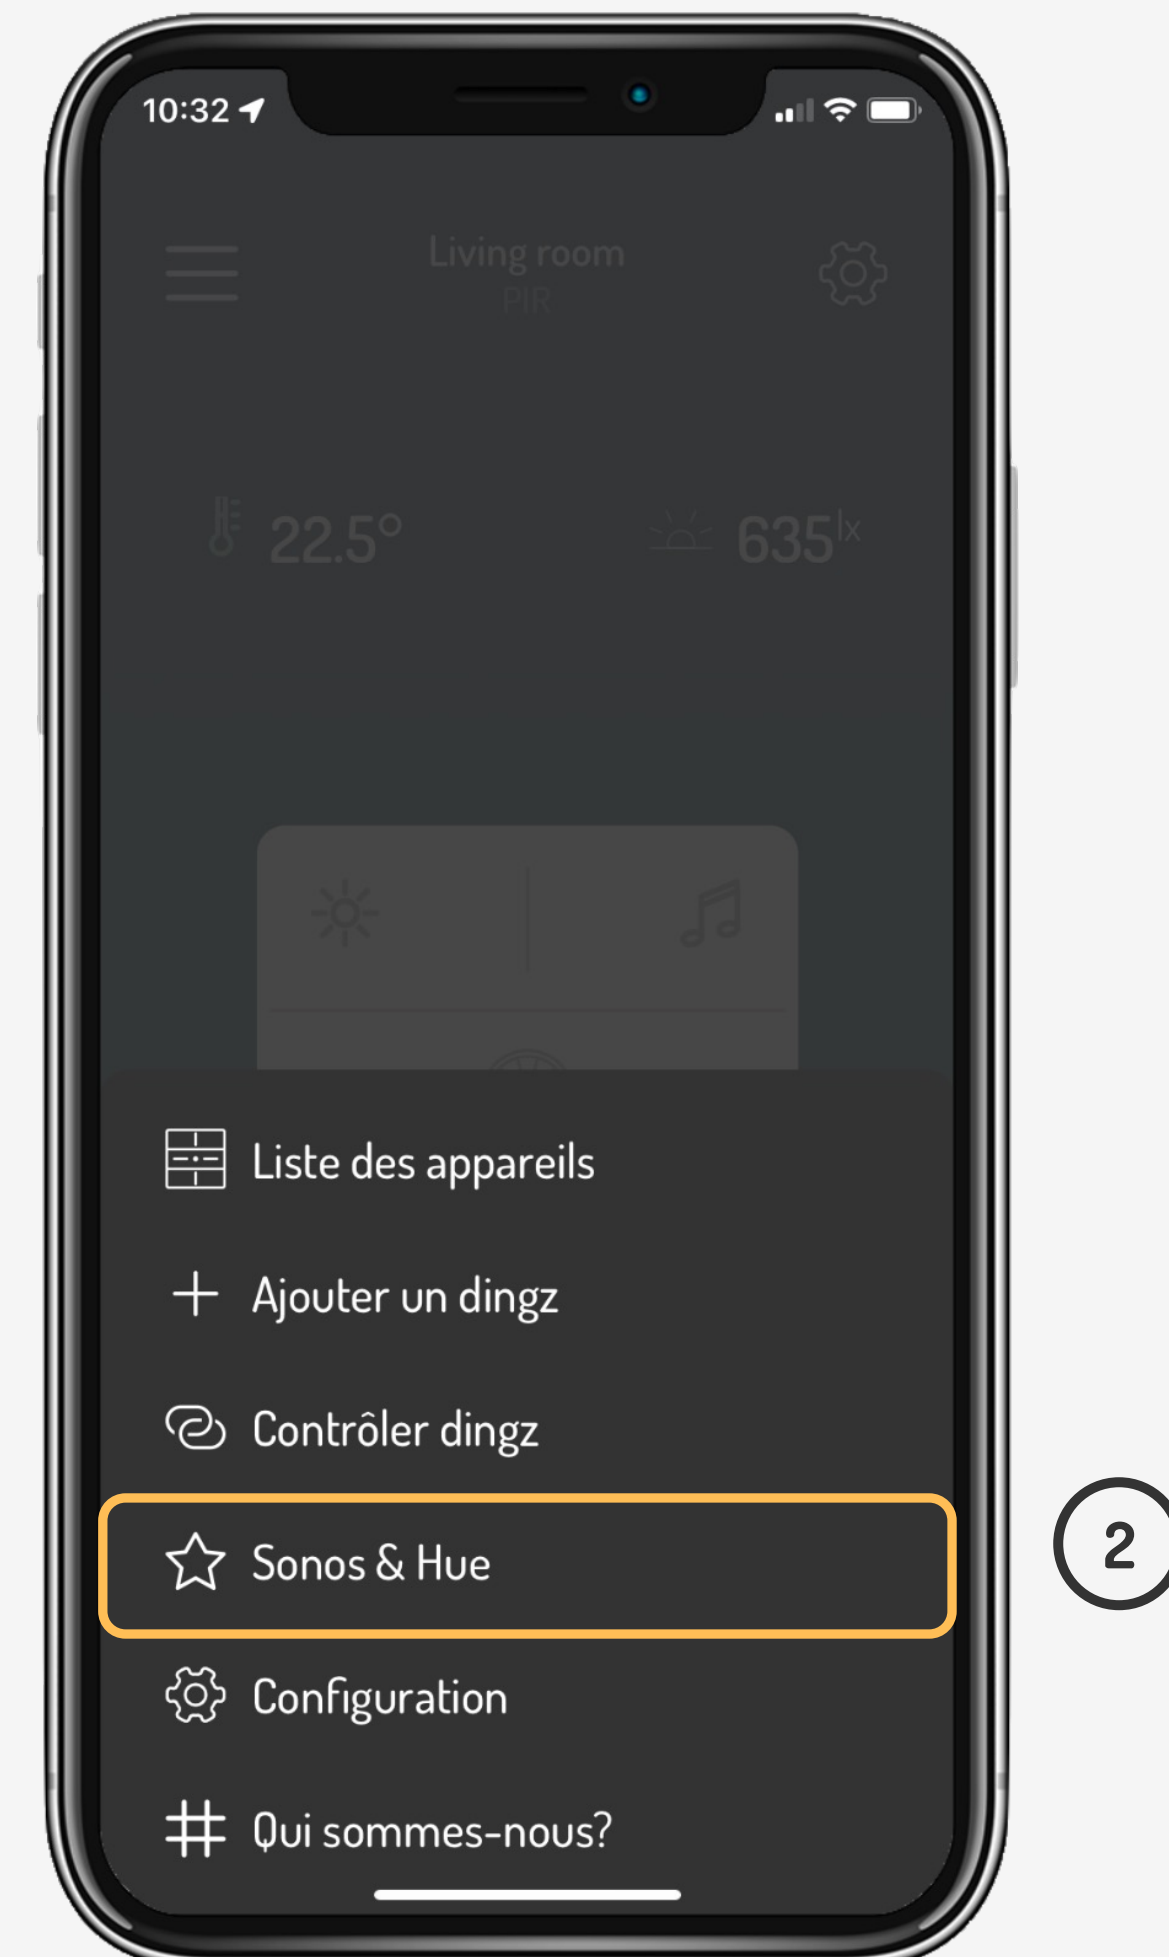 10:32
Living room
PIR
22.5°
635lx
Liste des appareils
Ajouter un dingz
Contrôler dingz
Sonos & Hue
2
Configuration
Qui sommes-nous?